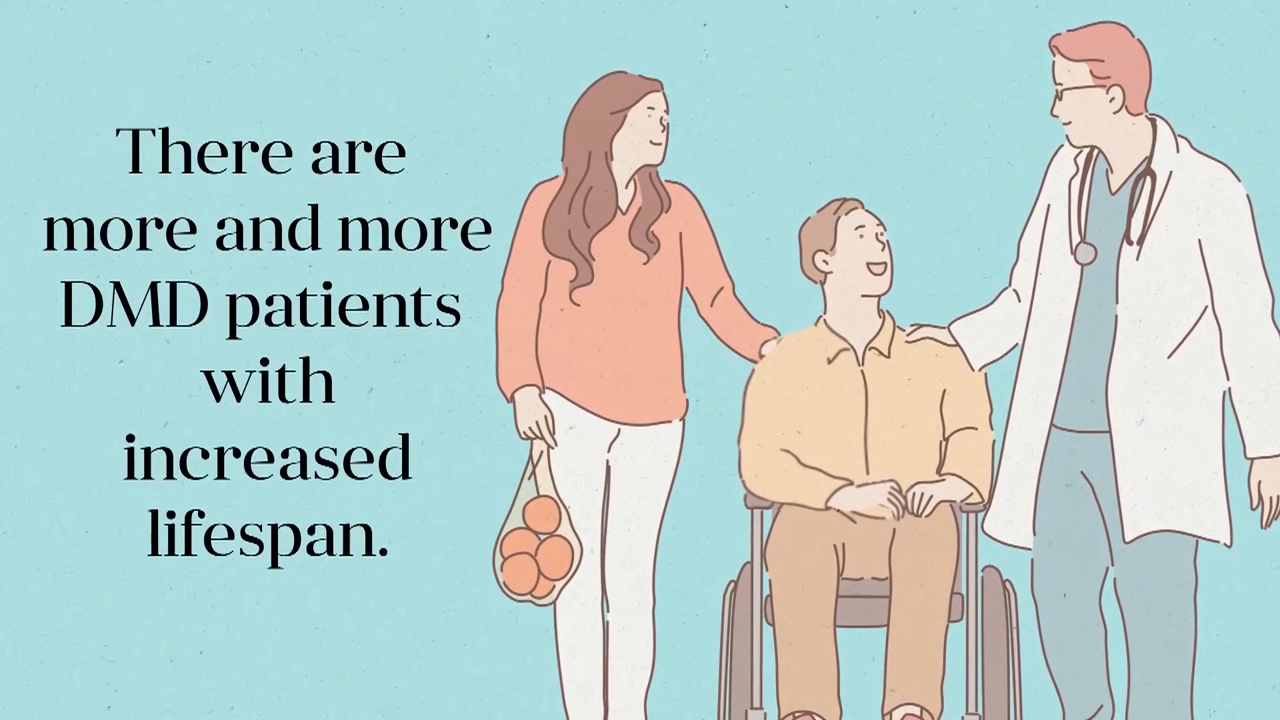 There are
more and more
DMD patients
with
increased
lifespan.